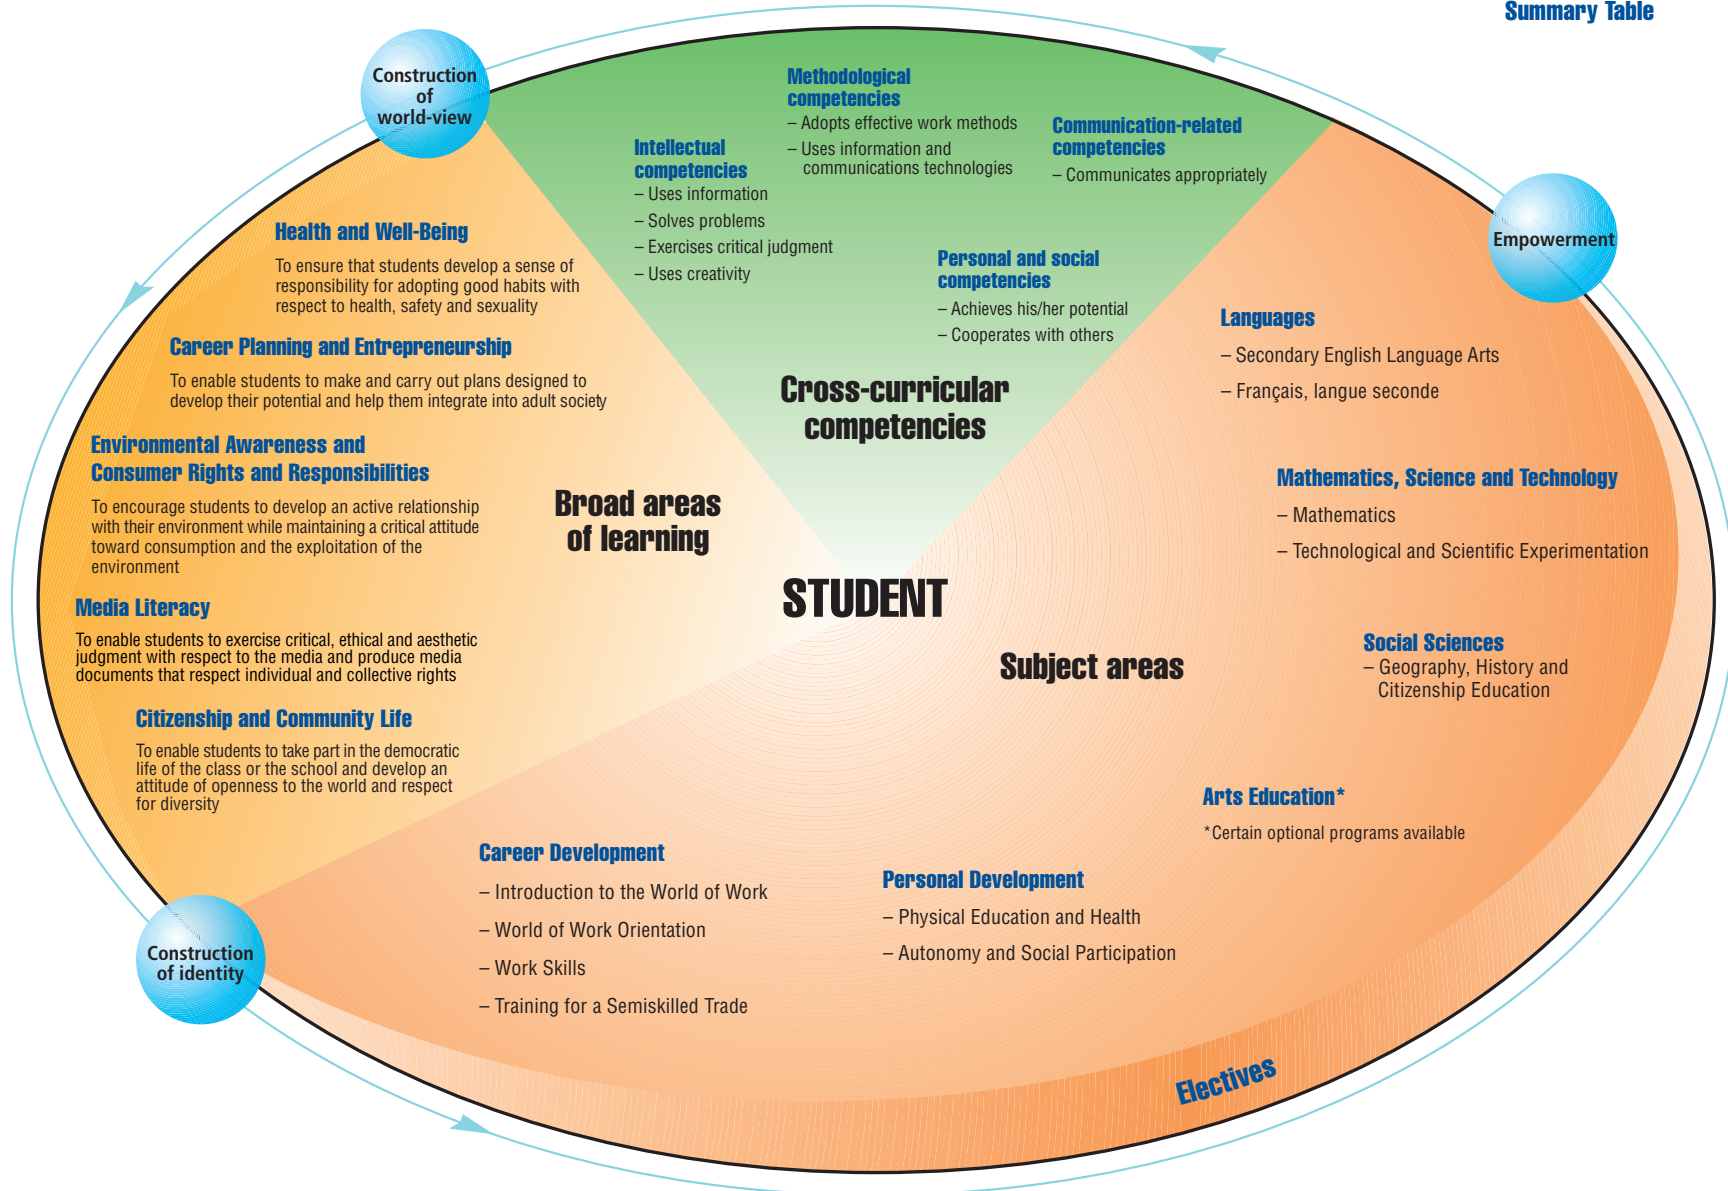 Summary Table
Construction
of
world-view
Methodological
competencies
– Adopts effective work methods
– Uses information and
communications technologies
Communication-related
competencies
– Communicates appropriately
Intellectual
competencies
– Uses information
– Solves problems
– Exercises critical judgment
– Uses creativity
Personal and social
competencies
– Achieves his/her potential
– Cooperates with others
Cross-curricular
competencies
Empowerment
Health and Well-Being
To ensure that students develop a sense of
responsibility for adopting good habits with
respect to health, safety and sexuality
Career Planning and Entrepreneurship
To enable students to make and carry out plans designed to
develop their potential and help them integrate into adult society
Environmental Awareness and
Consumer Rights and Responsibilities
To encourage students to develop an active relationship
with their environment while maintaining a critical attitude
toward consumption and the exploitation of the
environment
Media Literacy
To enable students to exercise critical, ethical and aesthetic
judgment with respect to the media and produce media
documents that respect individual and collective rights
Citizenship and Community Life
To enable students to take part in the democratic
life of the class or the school and develop an
attitude of openness to the world and respect
for diversity
Broad areas
of learning
STUDENT
Subject areas
Languages
– Secondary English Language Arts
– Français, langue seconde
Mathematics, Science and Technology
– Mathematics
– Technological and Scientific Experimentation
Social Sciences
– Geography, History and
Citizenship Education
Arts Education*
*Certain optional programs available
Career Development
– Introduction to the World of Work
– World of Work Orientation
– Work Skills
– Training for a Semiskilled Trade
Personal Development
– Physical Education and Health
– Autonomy and Social Participation
Construction
of identity
Electives